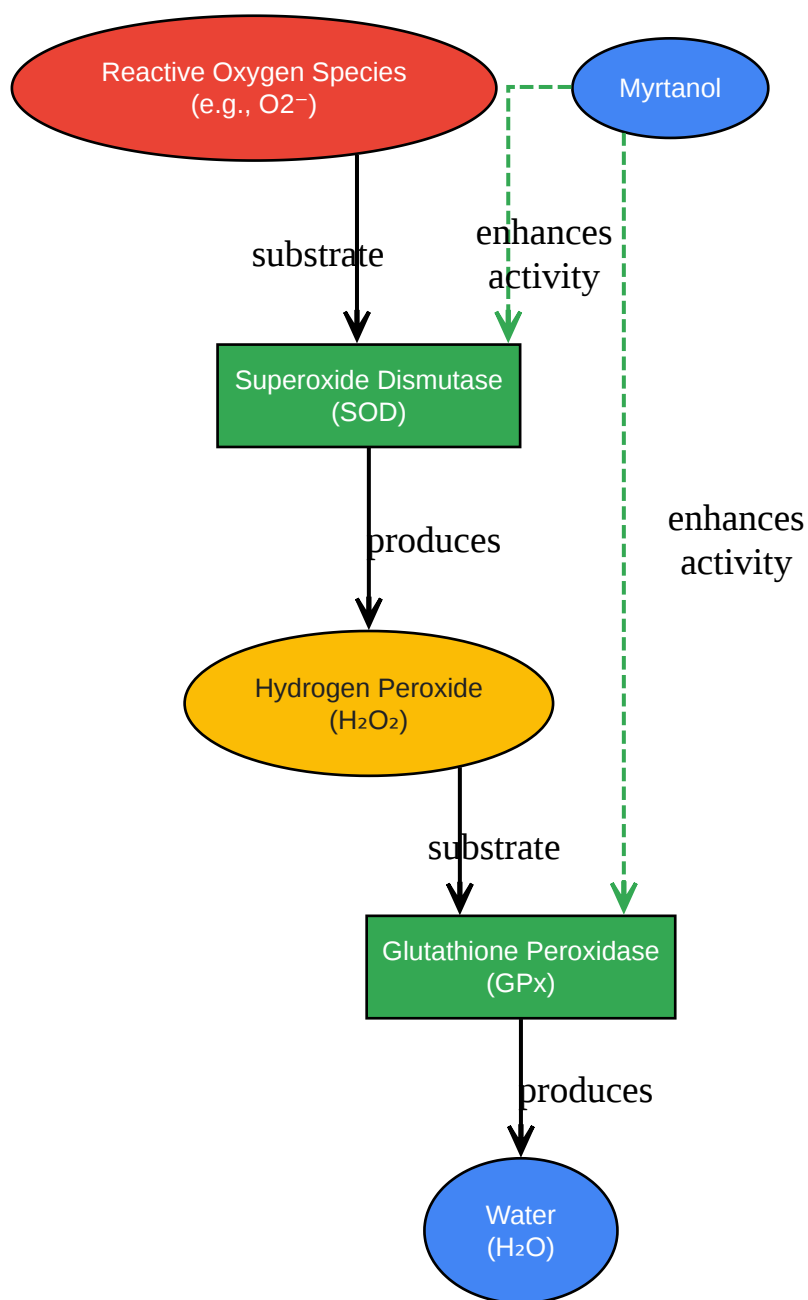 Reactive Oxygen Species
(e.g., O2⁻)
Myrtanol
substrate
enhances
activity
Superoxide Dismutase
(SOD)
produces
enhances
activity
Hydrogen Peroxide
(H₂O₂)
substrate
Glutathione Peroxidase
(GPx)
produces
Water
(H₂O)